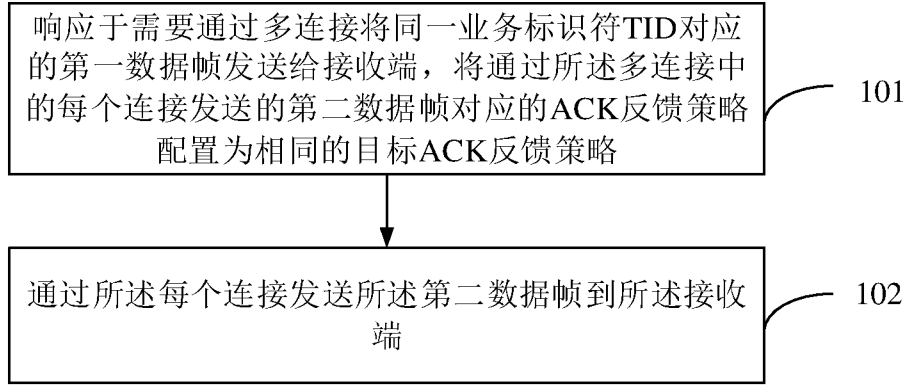 响应于需要通过多连接将同一业务标识符TID对应
的第一数据帧发送给接收端，将通过所述多连接中
的每个连接发送的第二数据帧对应的ACK反馈策略
配置为相同的目标ACK反馈策略
101
通过所述每个连接发送所述第二数据帧到所述接收
端
102